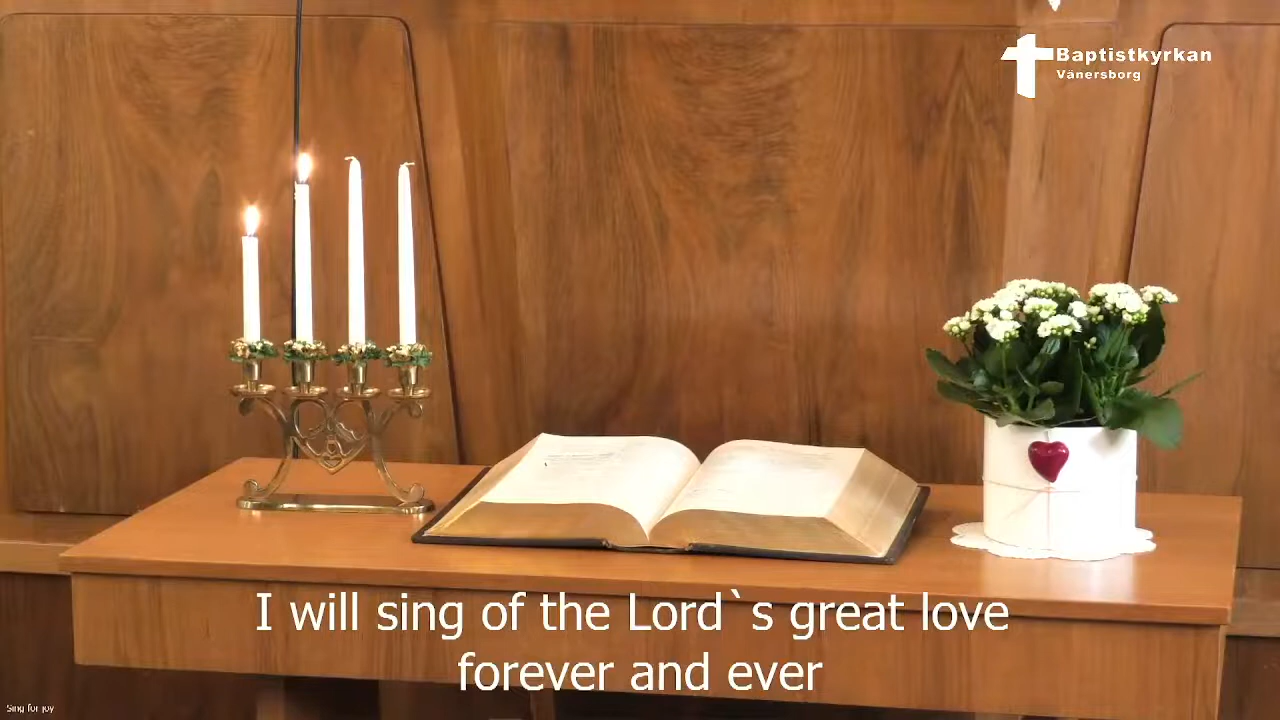 Baptistkyrkan
Vänersborg
I will sing of the Lord`s great love
forever and ever
Sing for joy